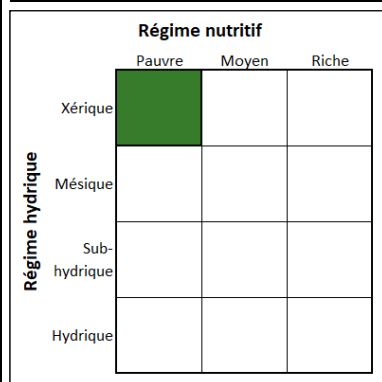 Régime nutritif
Pauvre Moyen Riche
Régime hydrique
Xérique
Mésique
Sub-
hydrique
Hydrique